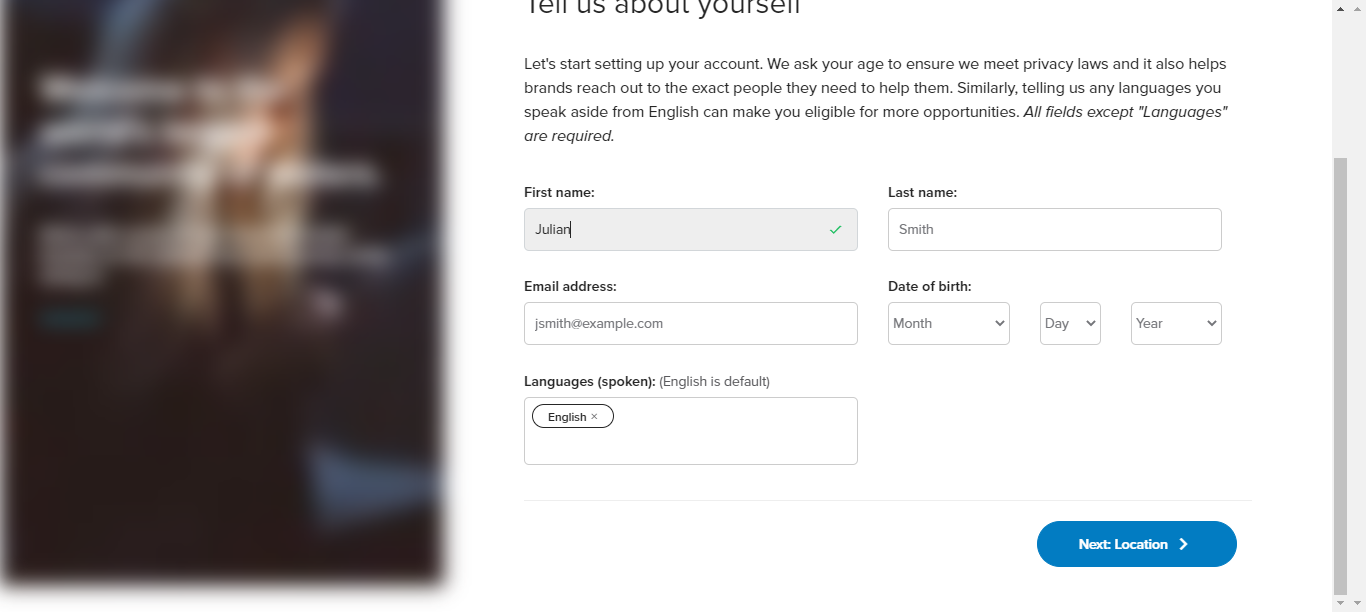 Tell us about yourself
Let's start setting up your account. We ask your age to ensure we meet privacy laws and it also helps
brands reach out to the exact people they need to help them. Similarly, telling us any languages you
speak aside from English can make you eligible for more opportunities. All fields except "Languages"
are required.
First name:
Last name:
Julian
Smith
Email address:
Date of birth:
jsmith@example.com
Month
Day
Year
Languages (spoken): (English is default)
English ×
Next: Location